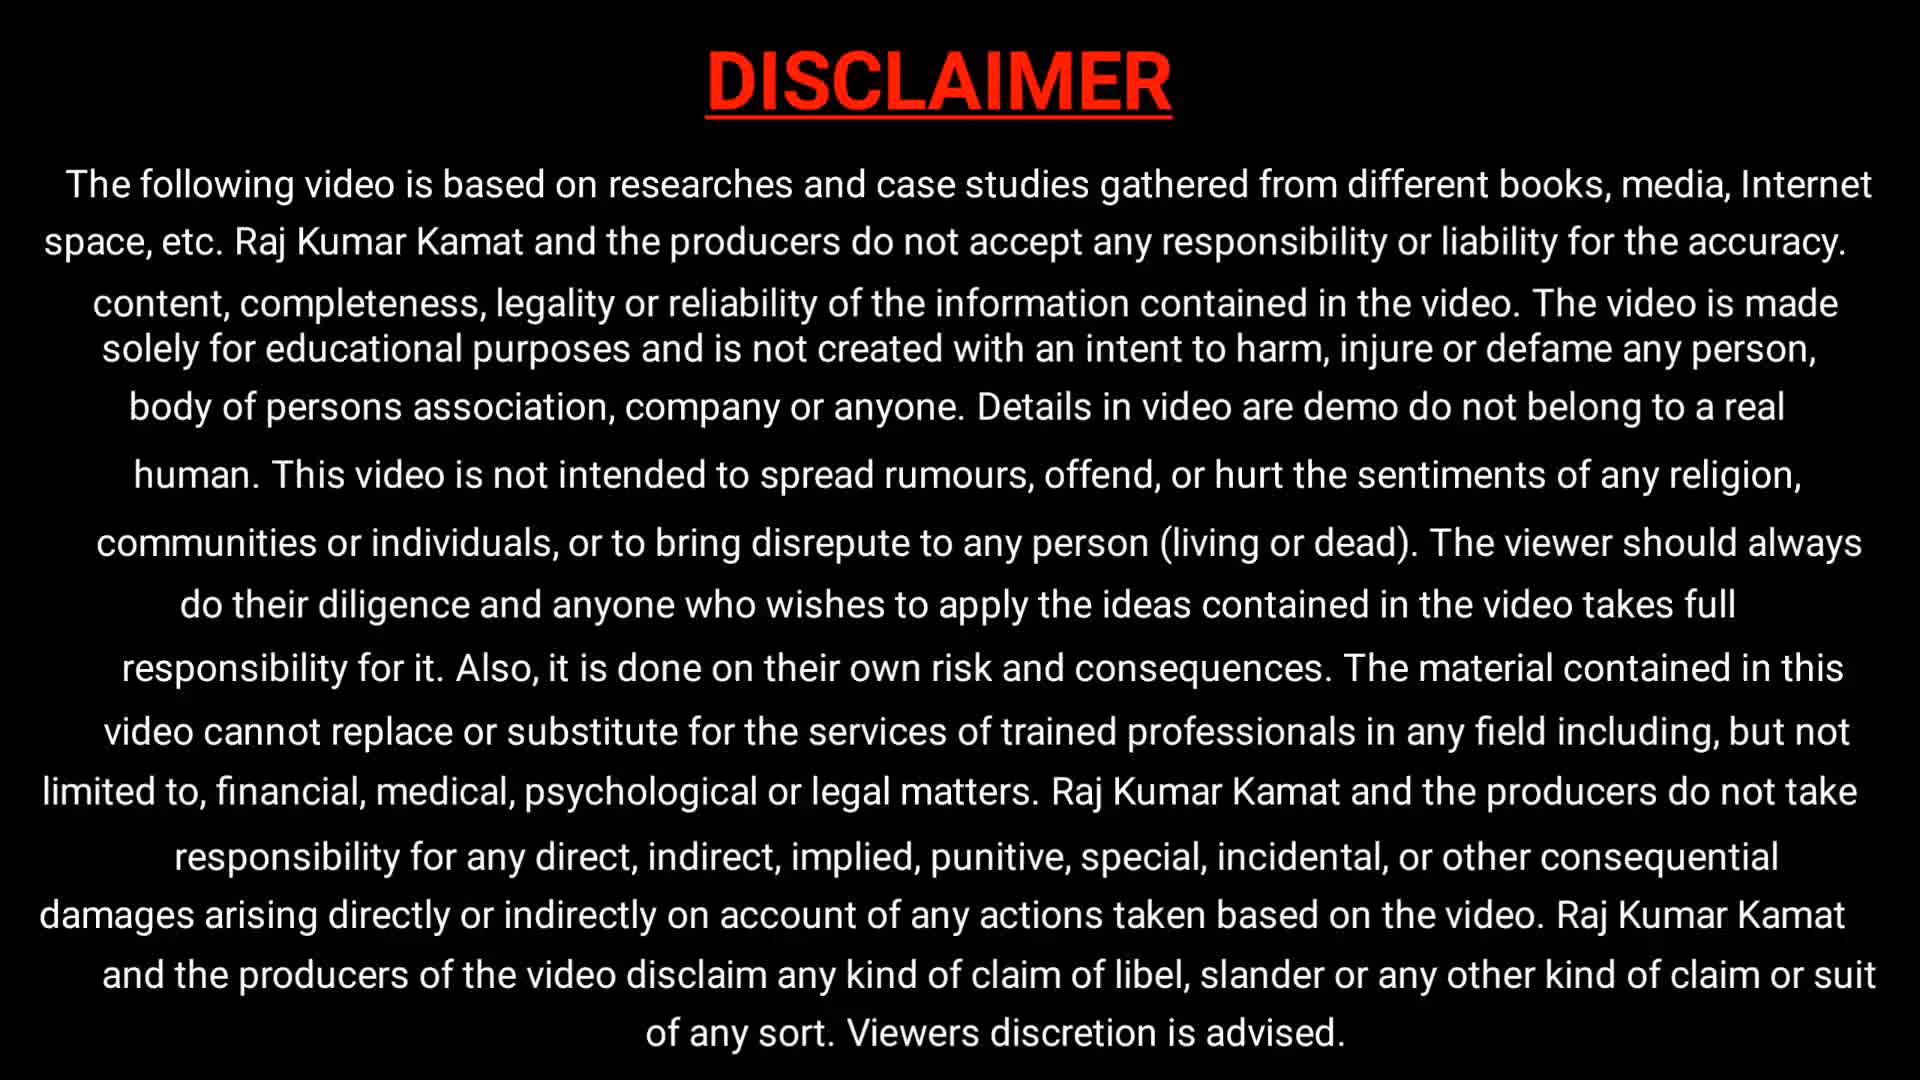 DISCLAIMER
The following video is based on researches and case studies gathered from different books, media, Internet
space, etc. Raj Kumar Kamat and the producers do not accept any responsibility or liability for the accuracy.
content, completeness, legality or reliability of the information contained in the video. The video is made
solely for educational purposes and is not created with an intent to harm, injure or defame any person,
body of persons association, company or anyone. Details in video are demo do not belong to a real
human. This video is not intended to spread rumours, offend, or hurt the sentiments of any religion,
communities or individuals, or to bring disrepute to any person (living or dead). The viewer should always
do their diligence and anyone who wishes to apply the ideas contained in the video takes full
responsibility for it. Also, it is done on their own risk and consequences. The material contained in this
video cannot replace or substitute for the services of trained professionals in any field including, but not
limited to, financial, medical, psychological or legal matters. Raj Kumar Kamat and the producers do not take
responsibility for any direct, indirect, implied, punitive, special, incidental, or other consequential
damages arising directly or indirectly on account of any actions taken based on the video. Raj Kumar Kamat
and the producers of the video disclaim any kind of claim of libel, slander or any other kind of claim or suit
of any sort. Viewers discretion is advised.